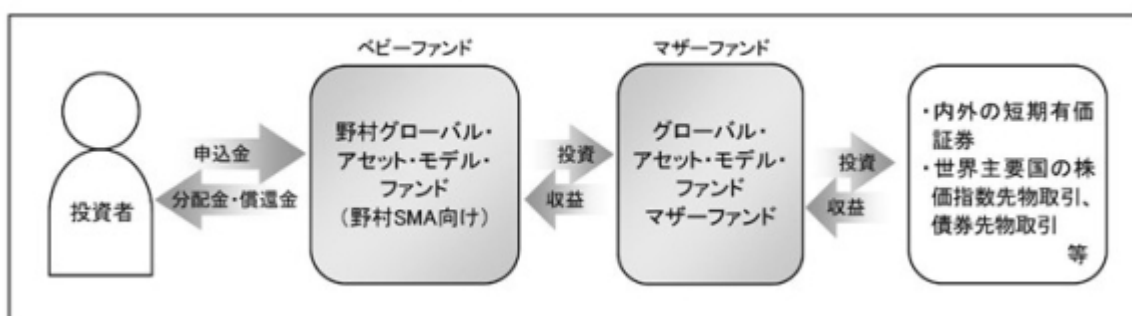 ベビーファンド
マザーファンド
投資者
申込金
分配金・償還金
野村グローバル・
アセット・モデル・
ファンド
(野村SMA向け)
投資
収益
グローバル・
アセット・モデル・
ファンド
マザーファンド
投資
収益
・内外の短期有価
証券
・世界主要国の株
価指数先物取引、
債券先物取引
等